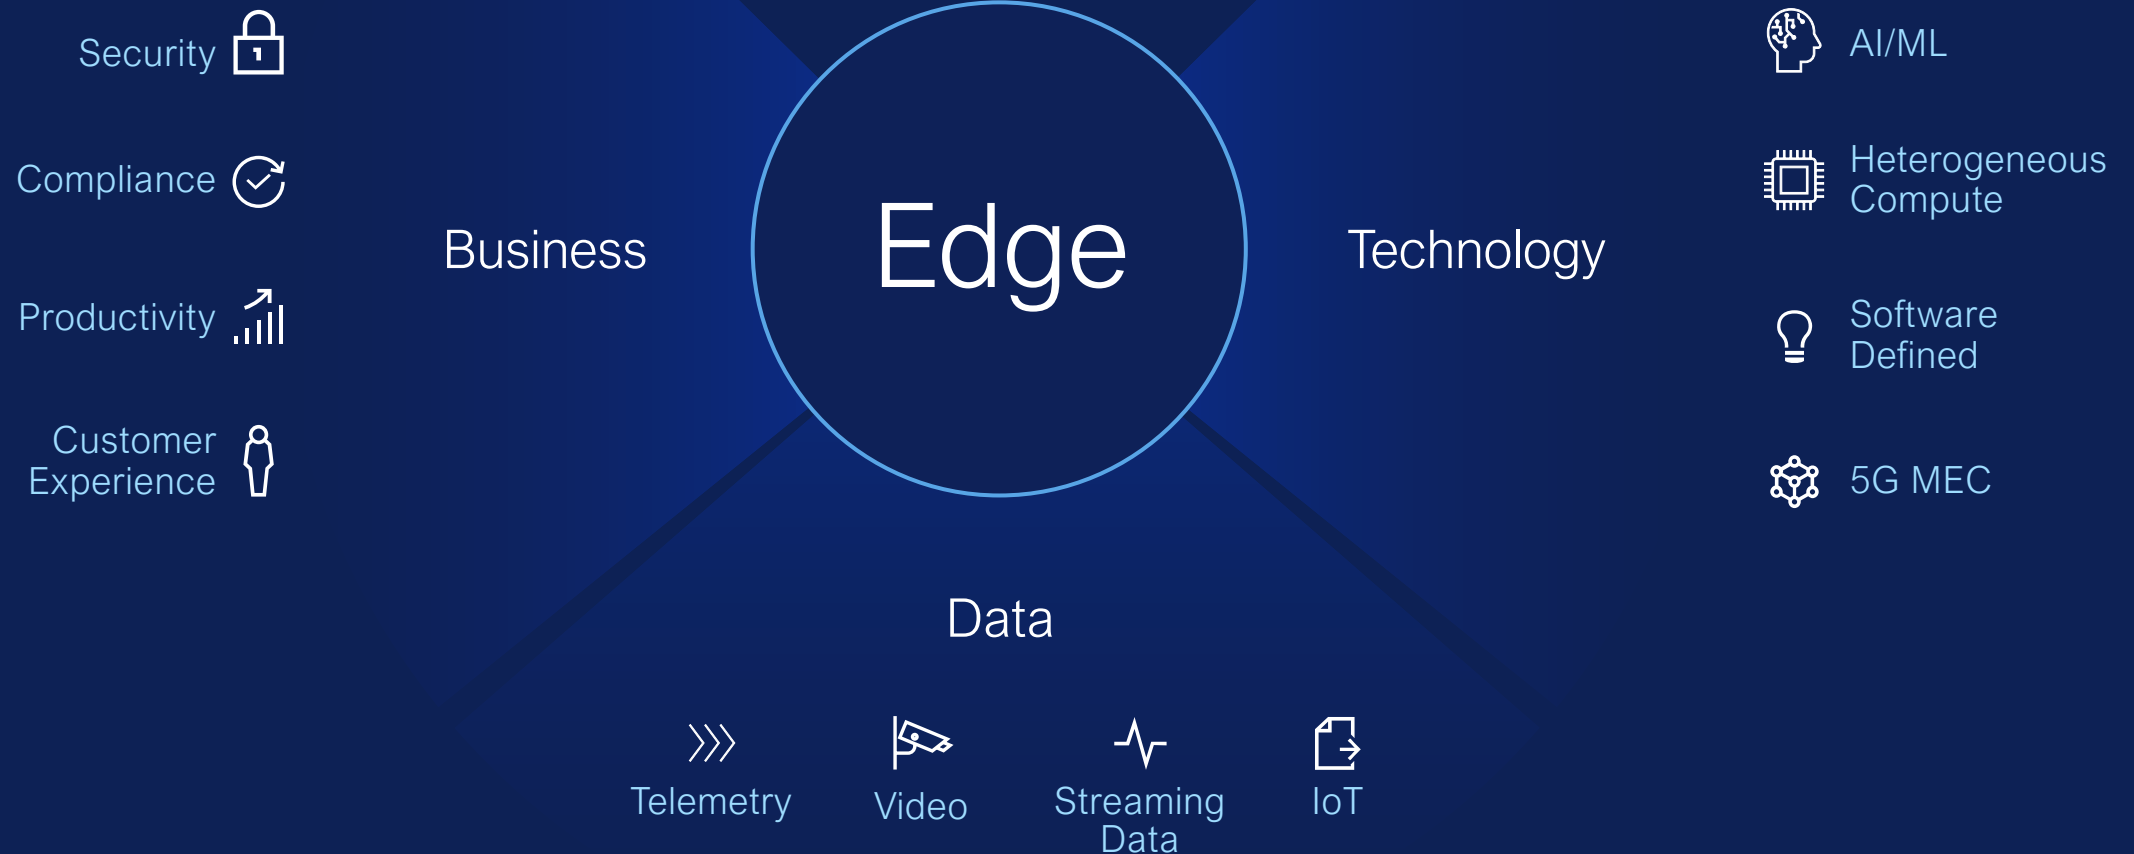 Security
Compliance
Productivity
Customer
Experience
Business
Edge
Technology
AI/ML
Heterogeneous
Compute
Software
Defined
5G MEC
Data
Telemetry
Video
Streaming
Data
IoT